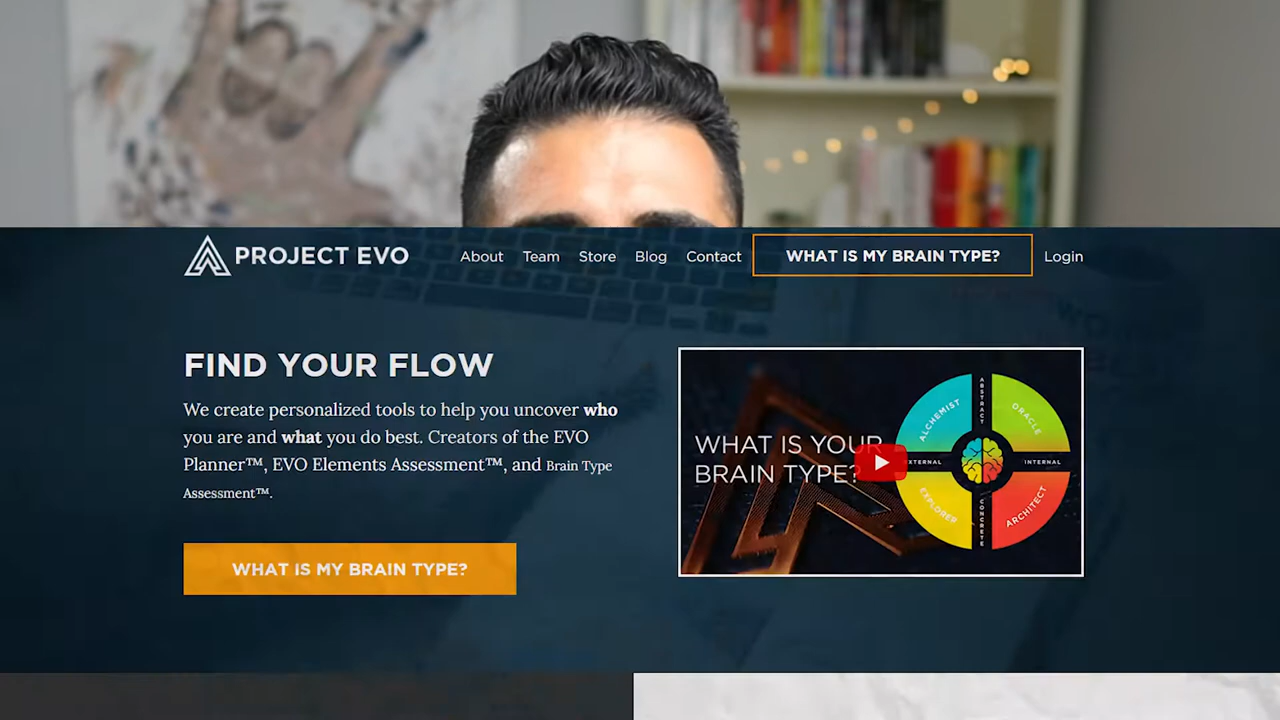 PROJECT EVO
About Team Store Blog Contact WHAT IS MY BRAIN TYPE? Login
FIND YOUR FLOW
We create personalized tools to help you uncover who
you are and what you do best. Creators of the EVO
Planner™, EVO Elements Assessment™, and Brain Type
Assessment™.
WHAT IS MY BRAIN TYPE?
WHAT IS YOUR
BRAIN TYPE?
ALCHEMIST
ABSTRACT
ORACLE
EXTERNAL
INTERNAL
EXPLORER
CONCRETE
ARCHITECT